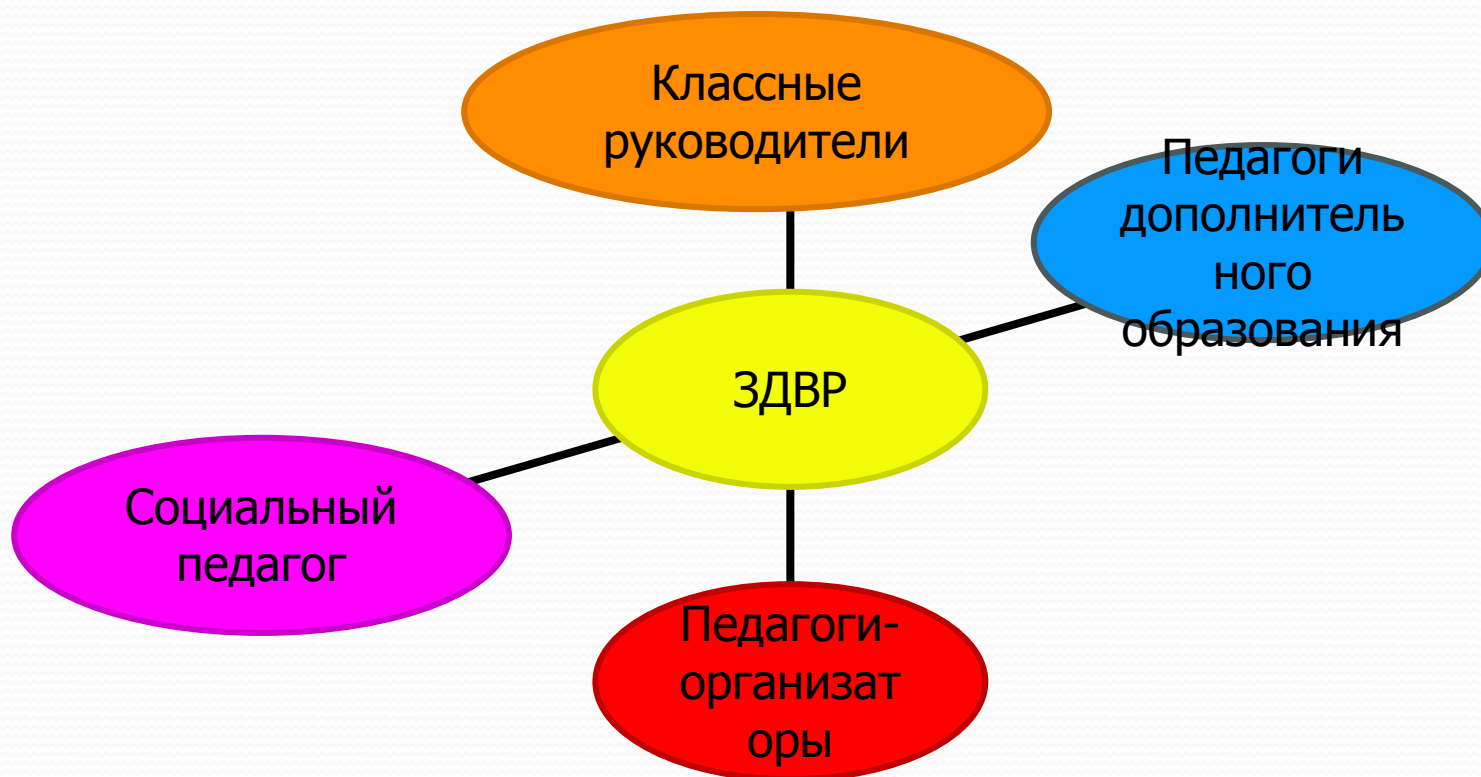 Классные
руководители
Педагоги
дополнитель
ного
образования
ЗДВР
Социальный
педагог
Педагоги-
организат
оры